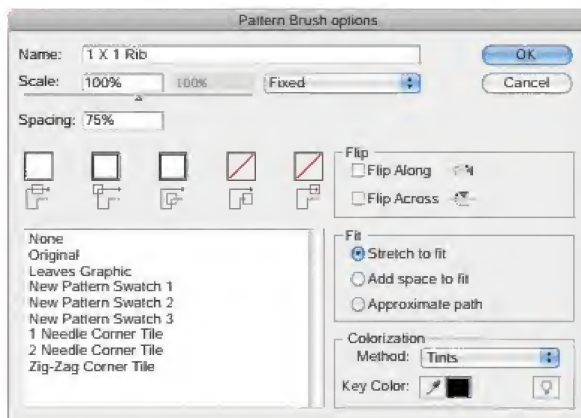 Pattern Brush options
Name: 1 X 1 Rib
OK
Scale: 100% 100% Fixed
Cancel
Spacing: 75%
Flip
Flip Along
Flip Across
None
Original
Leaves Graphic
New Pattern Swatch 1
New Pattern Swatch 2
New Pattern Swatch 3
1 Needle Corner Tile
2 Needle Corner Tile
Zig-Zag Corner Tile
Fit
Stretch to fit
Add space to fit
Approximate path
Colorization
Method: Tints
Key Color: